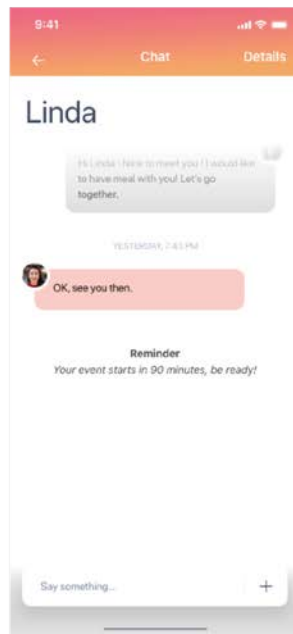 9:41
Chat
Details
Linda
Hi Linda ! Nice to meet you ! I would like
to have meal with you! Let's go
together.
YESTERDAY, 7:43 PM
OK, see you then.
Reminder
Your event starts in 90 minutes, be ready!
Say something...